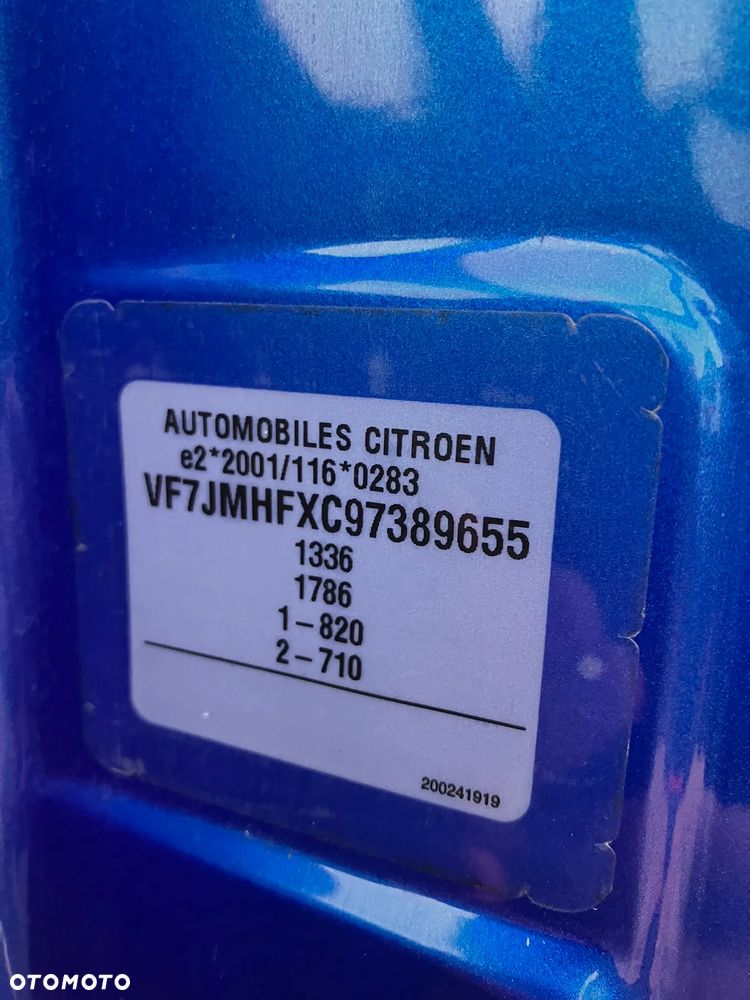 AUTOMOBILES CITROEN
e2*2001/116*0283
VF7JMHFXC97389655
1336
1786
1-820
2-710
200241919
OTOMOTO